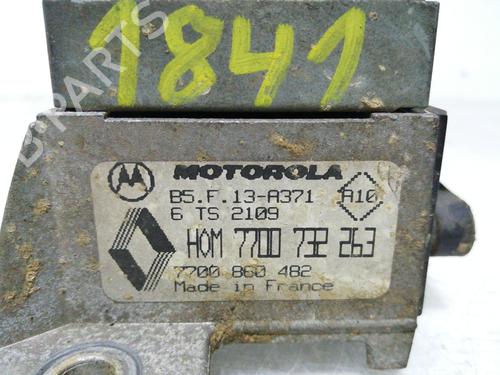 1841
B-PARTS
MOTOROLA
B5.F.13-A371 A10
6 TS 2109
HOM 7700 732 263
7700 860 482
Made in France